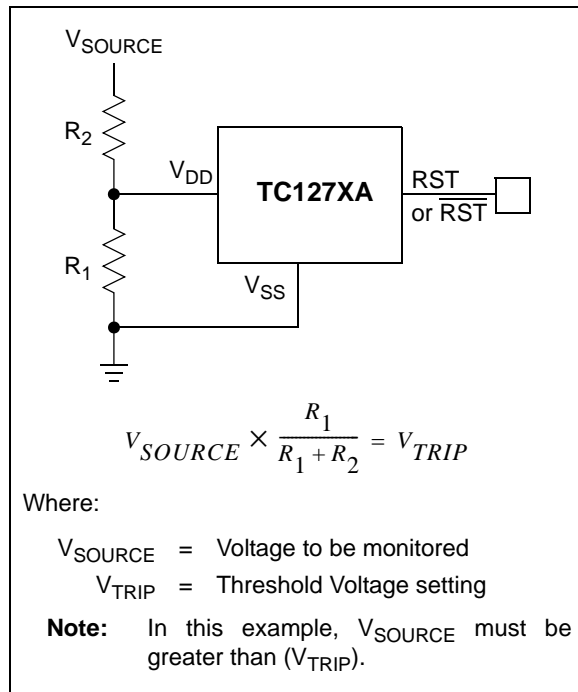 V_SOURCE
R_2
V_DD
TC127XA
RST
or R̅S̅T̅
R_1
V_SS
V_SOURCE × R_1 / (R_1 + R_2) = V_TRIP
Where:
V_SOURCE = Voltage to be monitored
V_TRIP = Threshold Voltage setting
Note: In this example, V_SOURCE must be
greater than (V_TRIP).